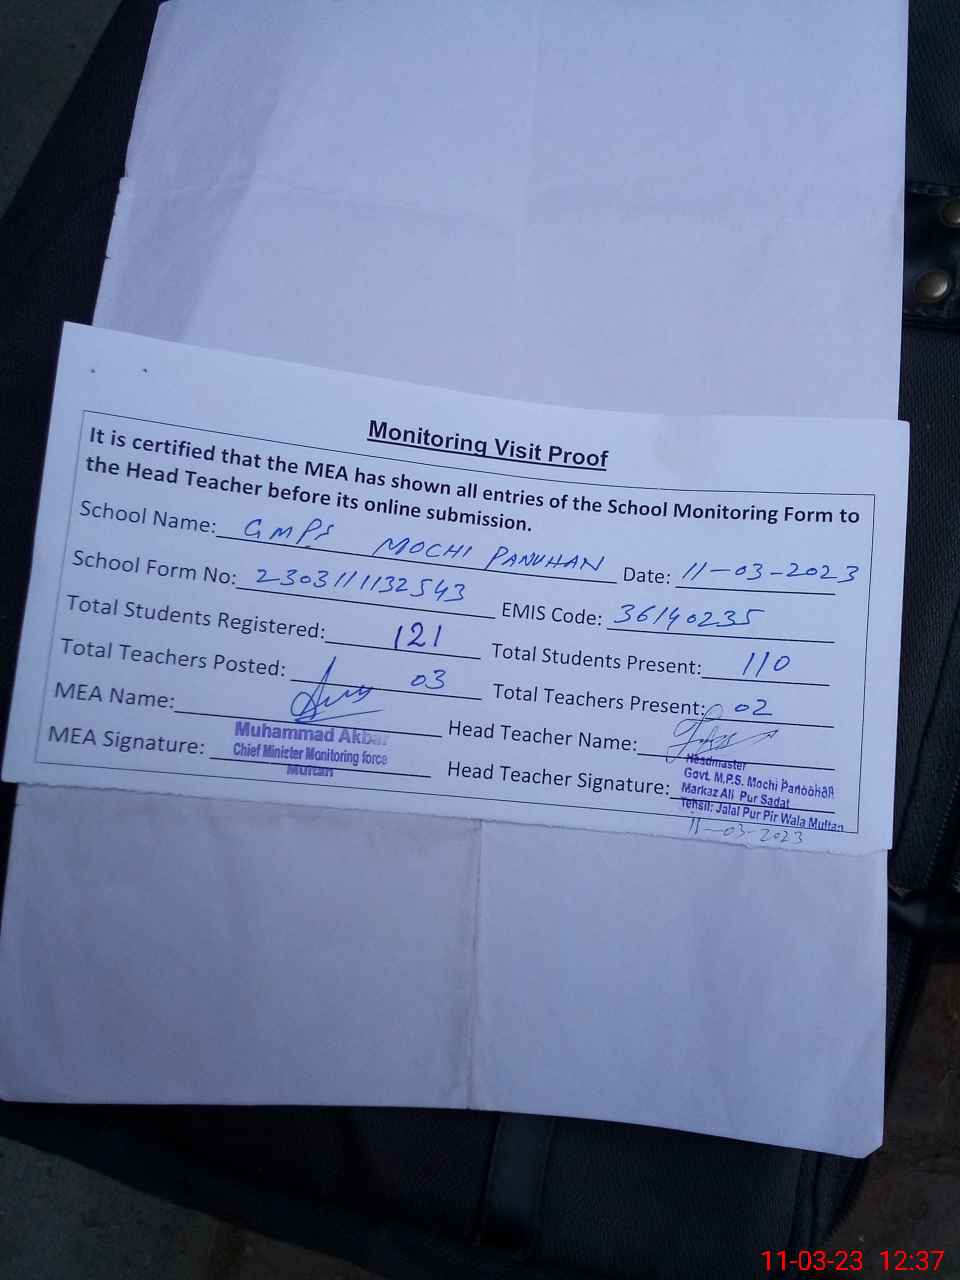 Monitoring Visit Proof
It is certified that the MEA has shown all entries of the School Monitoring Form to
the Head Teacher before its online submission.
School Name: GMPS MOCHI PANUHAN Date: 11-03-2023
School Form No: 2303111132543 EMIS Code: 36140235
Total Students Registered: 121 Total Students Present: 110
Total Teachers Posted: 03 Total Teachers Present: 02
MEA Name: Head Teacher Name:
MEA Signature: Muhammad Akbar
Chief Minister Monitoring force
Multan
Head Teacher Signature: Headmaster
Govt. M.P.S. Mochi Panoohan
Markaz Ali Pur Sadat
Tehsil: Jalal Pur Pir Wala Multan
11-03-2023
11-03-23 12:37